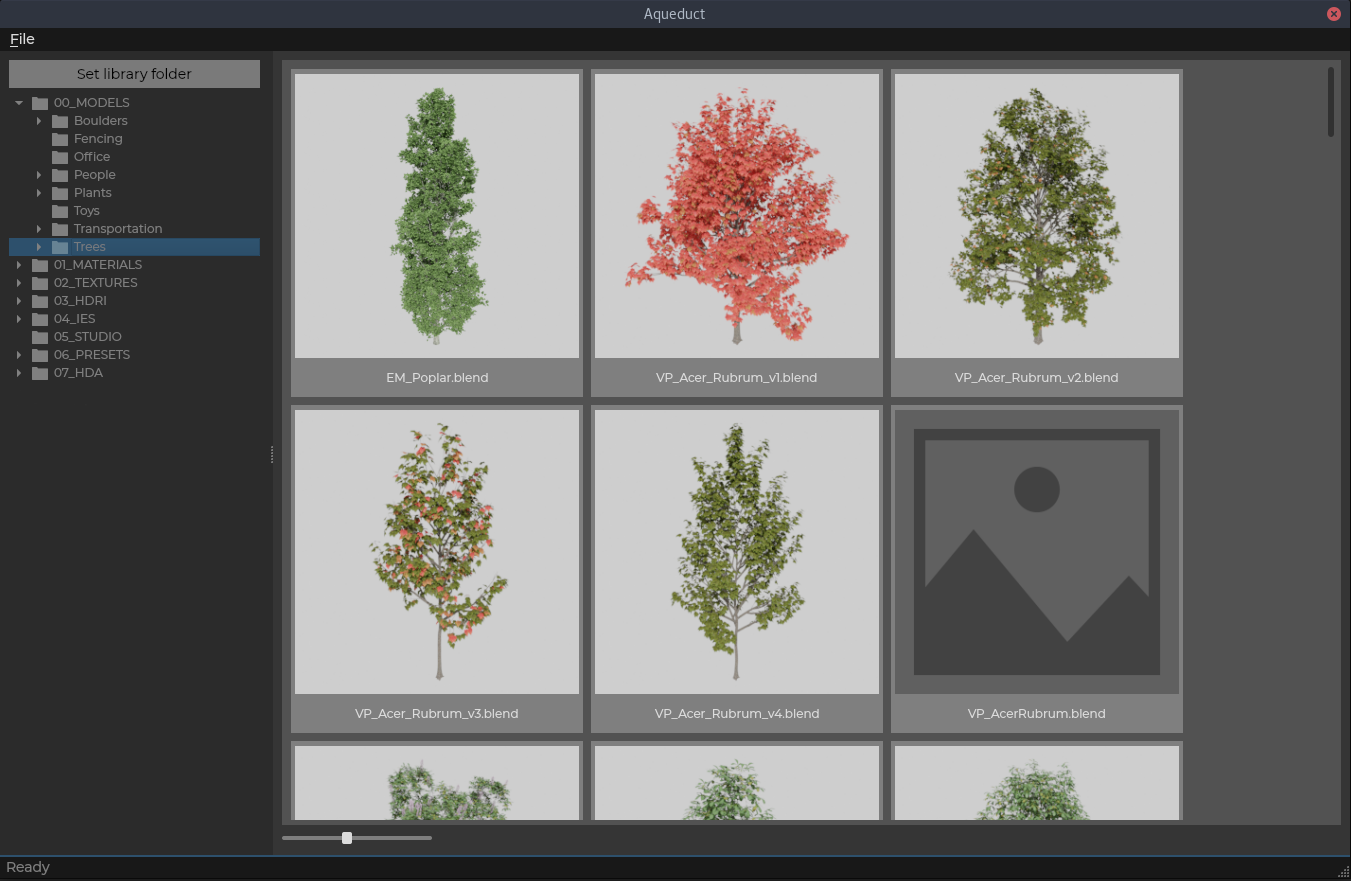 Aqueduct
File
Set library folder
00_MODELS
Boulders
Fencing
Office
People
Plants
Toys
Transportation
Trees
01_MATERIALS
02_TEXTURES
03_HDRI
04_IES
05_STUDIO
06_PRESETS
07_HDA
EM_Poplar.blend
VP_Acer_Rubrum_v1.blend
VP_Acer_Rubrum_v2.blend
VP_Acer_Rubrum_v3.blend
VP_Acer_Rubrum_v4.blend
VP_AcerRubrum.blend
Ready